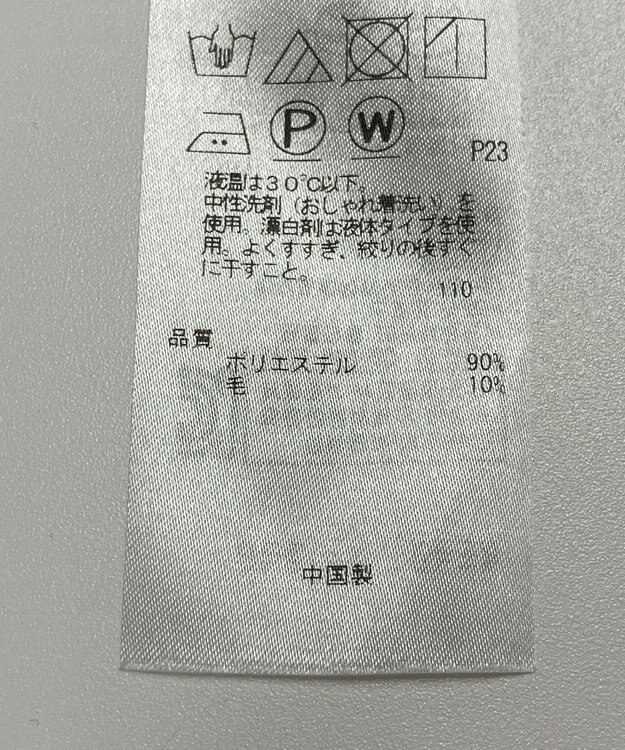 P W
P23
液温は30℃以下。
中性洗剤（おしゃれ着洗い）を
使用。漂白剤は液体タイプを使
用。よくすすぎ、絞りの後すぐ
に干すこと。
110
品質
ポリエステル 90%
毛 10%
中国製